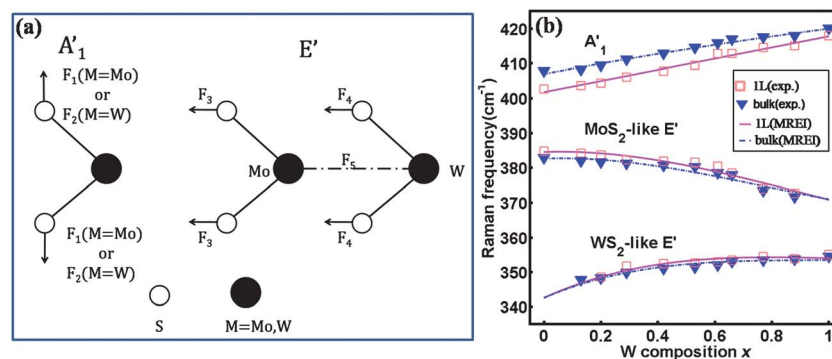 (a)
A'₁
E'
F₁(M=Mo)
or
F₂(M=W)
F₃
F₄
Mo
F₅
W
F₃
F₄
F₁(M=Mo)
or
F₂(M=W)
S
M=Mo,W
(b)
Raman frequency(cm⁻¹)
420
410
400
390
380
370
360
350
340
A'₁
1L(exp.)
bulk(exp.)
1L(MREI)
bulk(MREI)
MoS₂-like E'
WS₂-like E'
0
0.2
0.4
0.6
0.8
1
W composition x